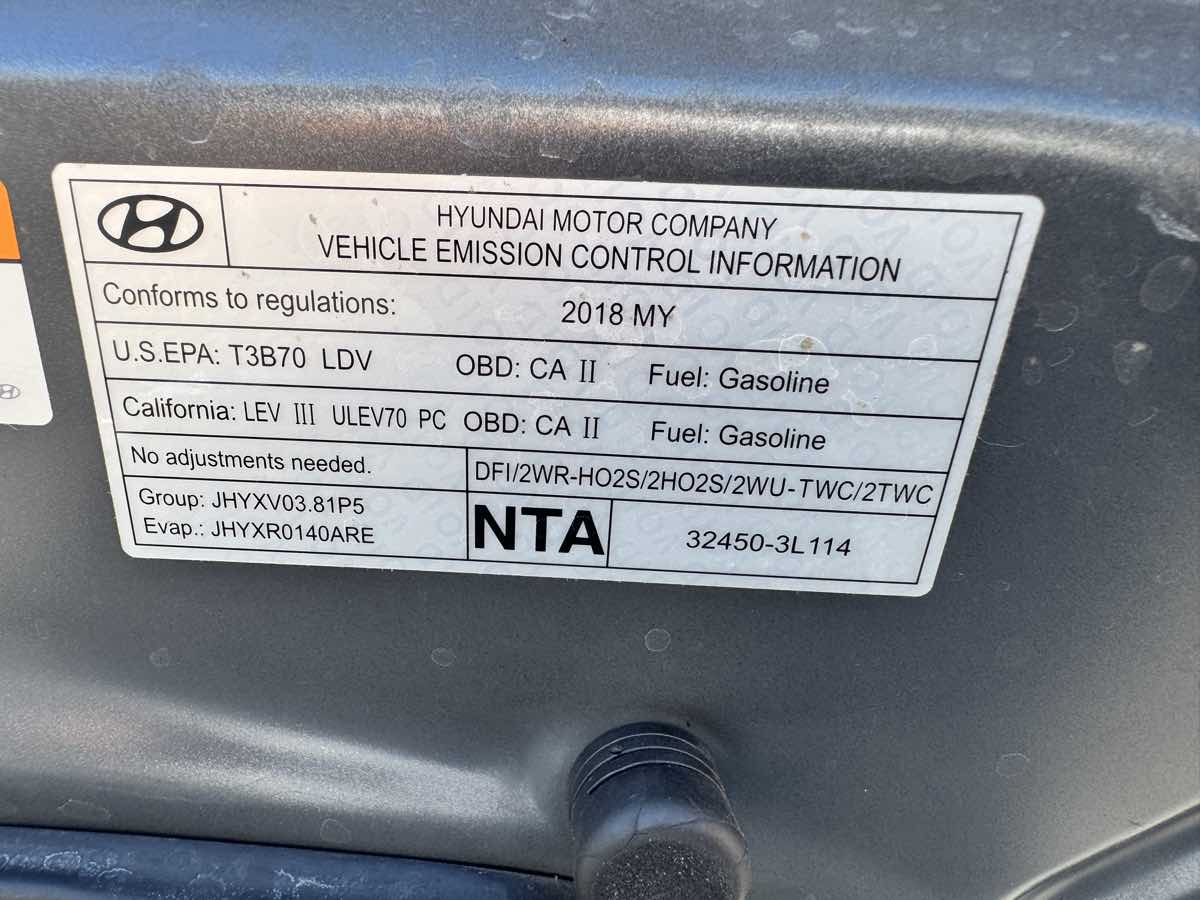 HYUNDAI MOTOR COMPANY
VEHICLE EMISSION CONTROL INFORMATION
Conforms to regulations: 2018 MY
U.S.EPA: T3B70 LDV OBD: CA II Fuel: Gasoline
California: LEV III ULEV70 PC OBD: CA II Fuel: Gasoline
No adjustments needed. DFI/2WR-HO2S/2HO2S/2WU-TWC/2TWC
Group: JHYXV03.81P5
Evap.: JHYXR0140ARE
NTA 32450-3L114